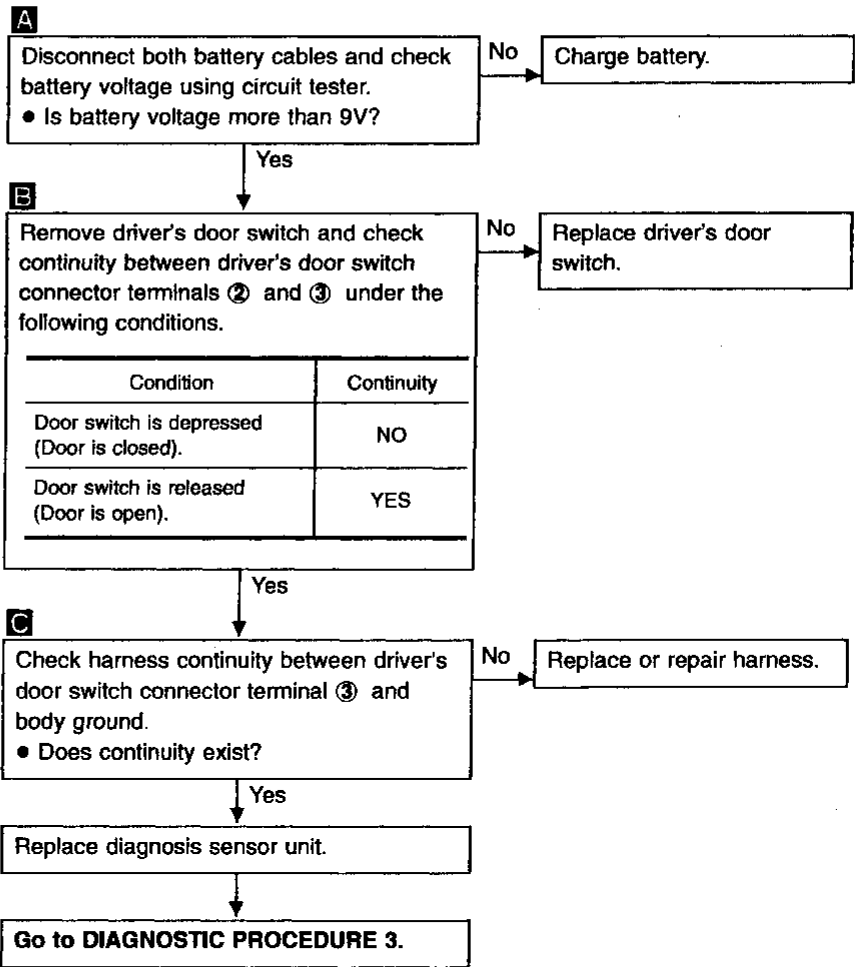 A
Disconnect both battery cables and check
battery voltage using circuit tester.
● Is battery voltage more than 9V?
No
Charge battery.
Yes
B
Remove driver's door switch and check
continuity between driver's door switch
connector terminals ② and ③ under the
following conditions.
Condition Continuity
Door switch is depressed
(Door is closed).
NO
Door switch is released
(Door is open).
YES
No
Replace driver's door
switch.
Yes
C
Check harness continuity between driver's
door switch connector terminal ③ and
body ground.
● Does continuity exist?
No
Replace or repair harness.
Yes
Replace diagnosis sensor unit.
Go to DIAGNOSTIC PROCEDURE 3.